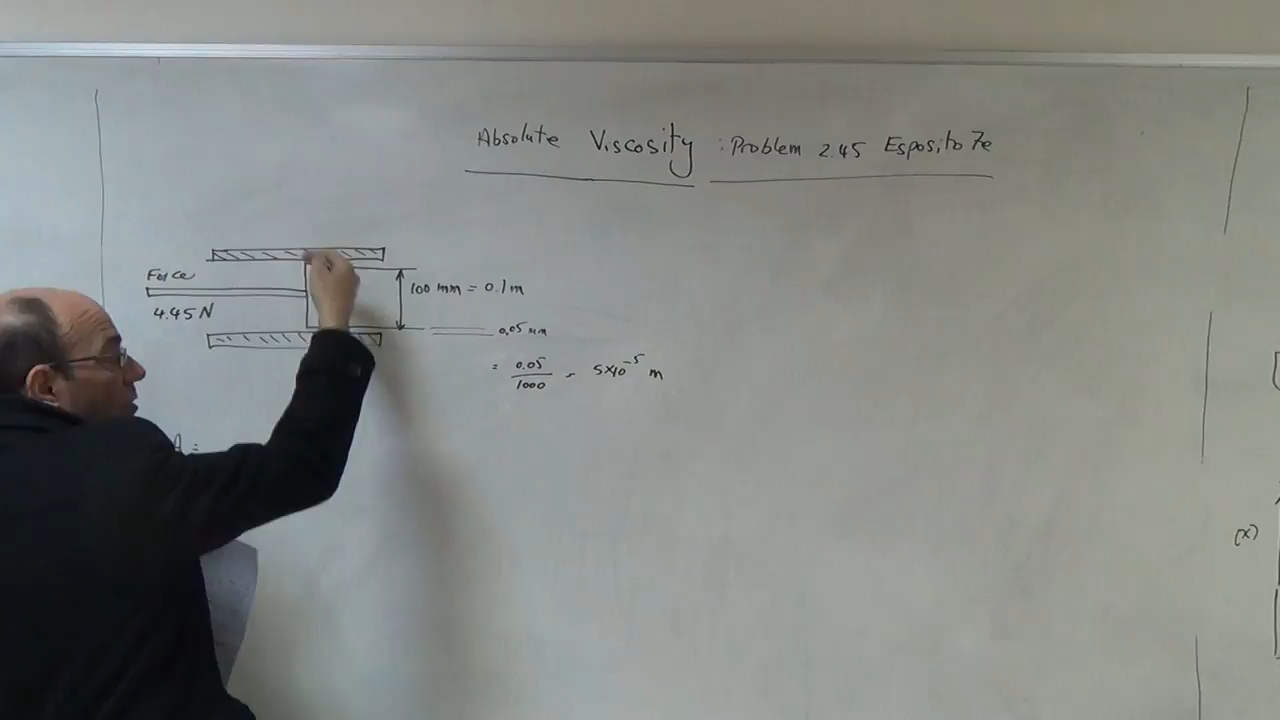 Absolute Viscosity : Problem 2.45 Esposito 7e
Force
4.45 N
100 mm = 0.1 m
0.05 mm
= 0.05 / 1000 = 5×10⁻⁵ m
A =
(x)